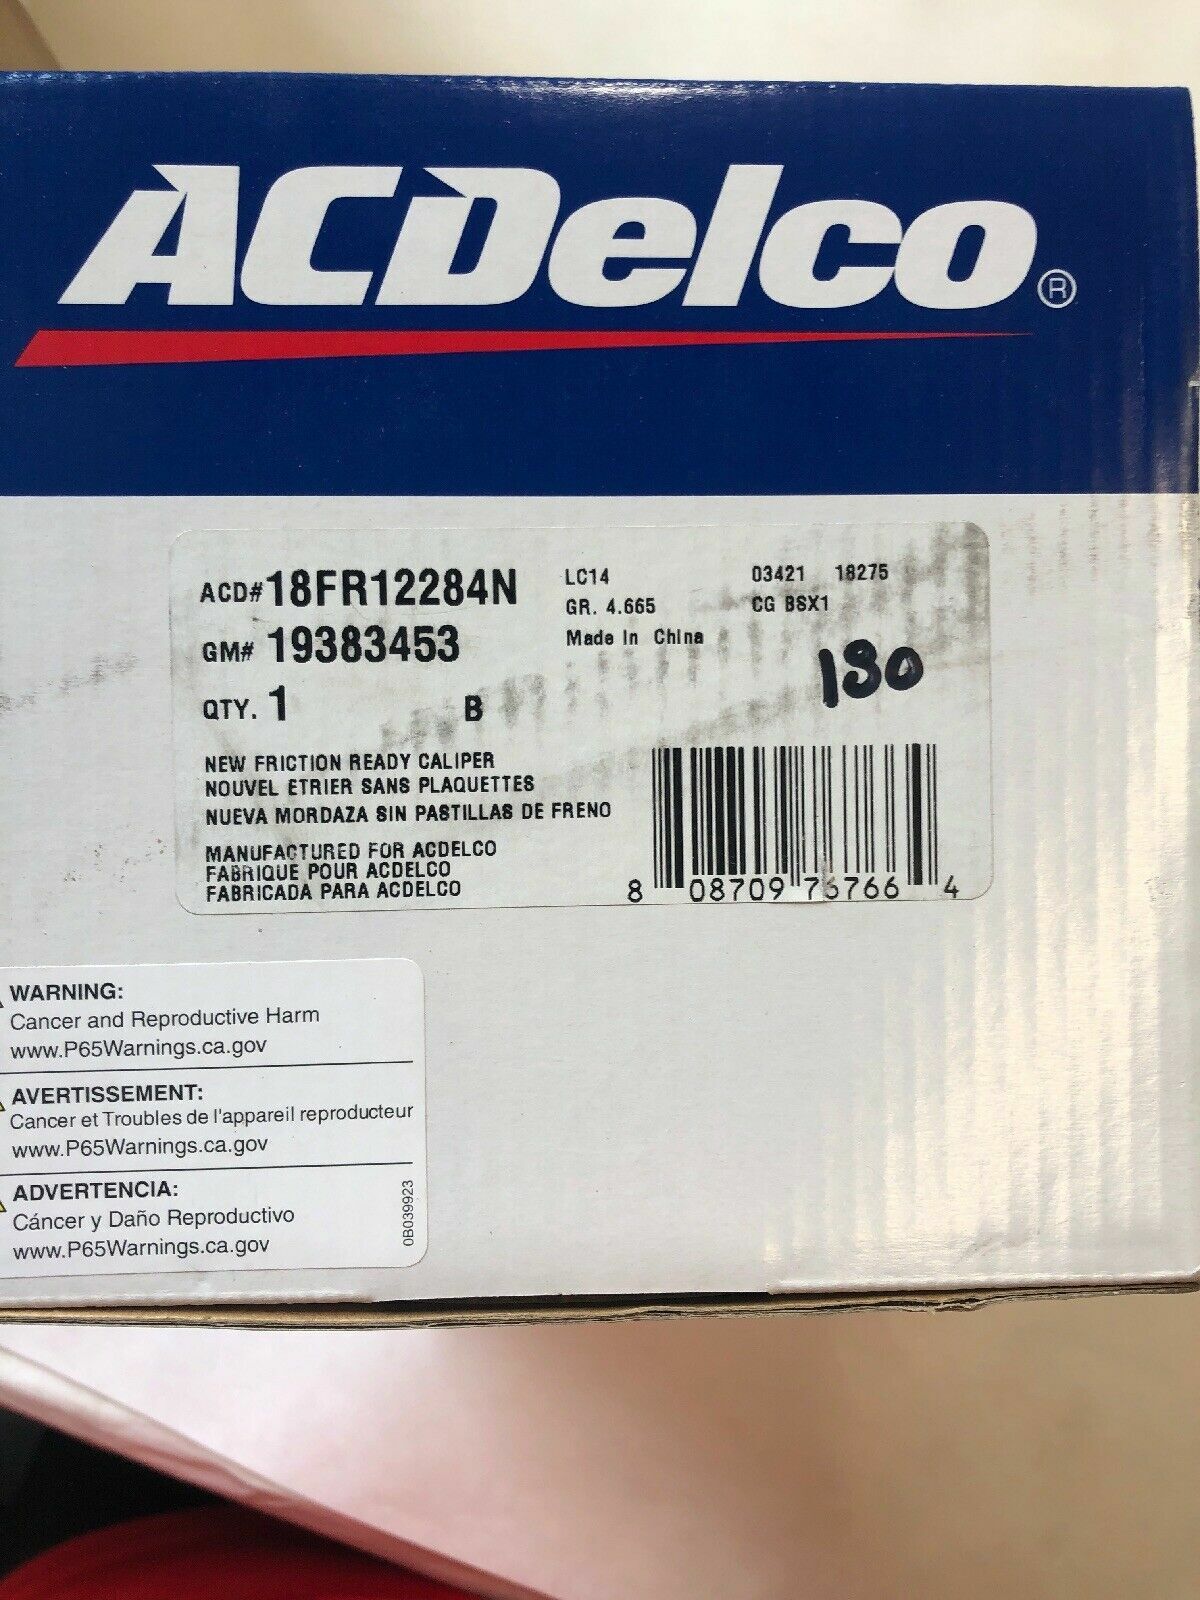 ACDelco®
ACD# 18FR12284N
GM# 19383453
QTY. 1 B
LC14 03421 18275
GR. 4.665 CG BSX1
Made In China
180
NEW FRICTION READY CALIPER
NOUVEL ETRIER SANS PLAQUETTES
NUEVA MORDAZA SIN PASTILLAS DE FRENO
MANUFACTURED FOR ACDELCO
FABRIQUE POUR ACDELCO
FABRICADA PARA ACDELCO
8 08709 76766 4
WARNING:
Cancer and Reproductive Harm
www.P65Warnings.ca.gov
AVERTISSEMENT:
Cancer et Troubles de l'appareil reproducteur
www.P65Warnings.ca.gov
ADVERTENCIA:
Cáncer y Daño Reproductivo
www.P65Warnings.ca.gov
0B039923